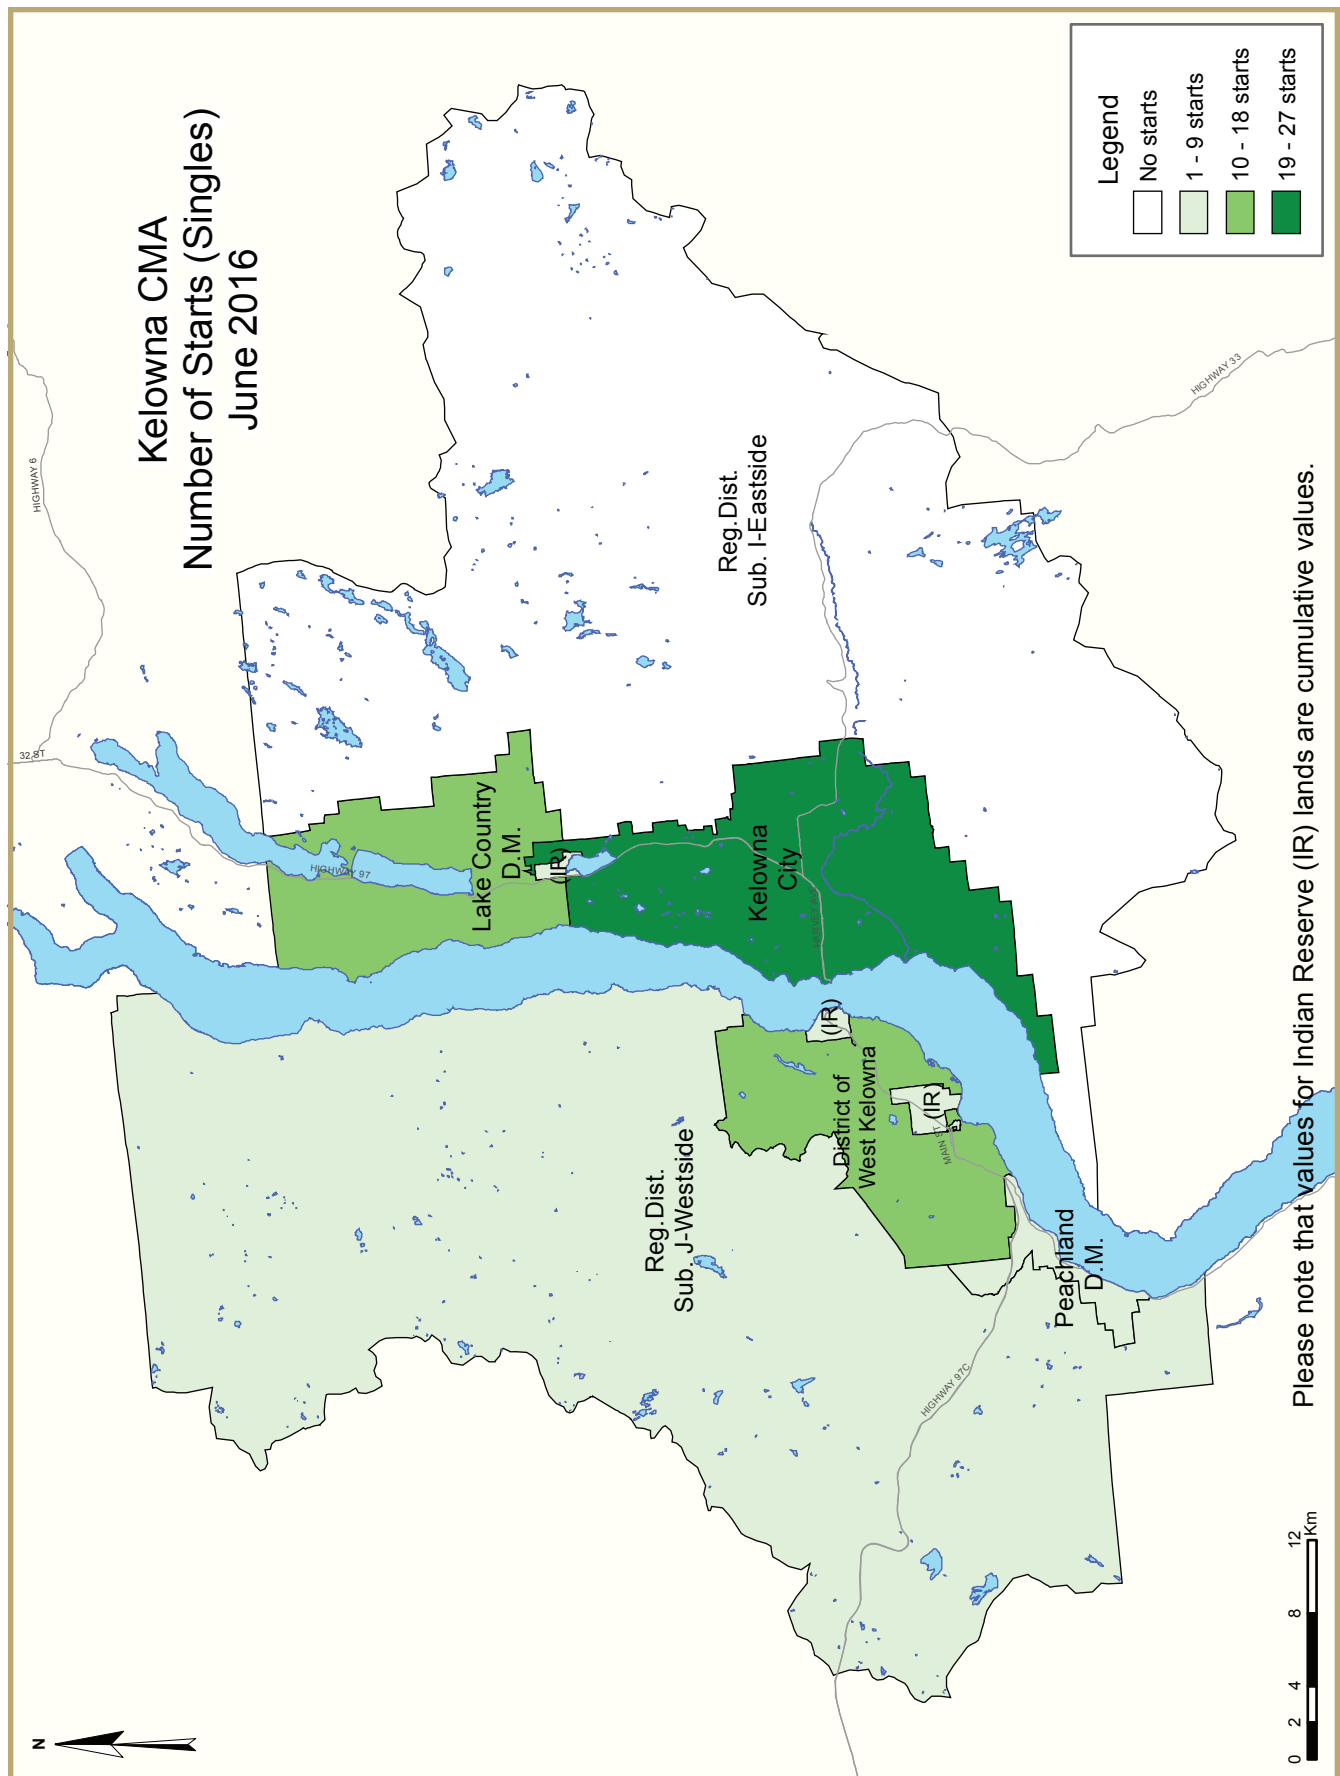 Kelowna CMA
Number of Starts (Singles)
June 2016
Legend
No starts
1 - 9 starts
10 - 18 starts
19 - 27 starts
HIGHWAY 6
32 ST
HIGHWAY 97
Lake Country
D.M.
(IR)
Kelowna
City
Reg.Dist.
Sub. I-Eastside
HIGHWAY 33
(IR)
District of
West Kelowna
(IR)
MAIN ST
Reg.Dist.
Sub. J-Westside
Peachland
D.M.
HIGHWAY 97C
N
0 2 4 8 12
Km
Please note that values for Indian Reserve (IR) lands are cumulative values.